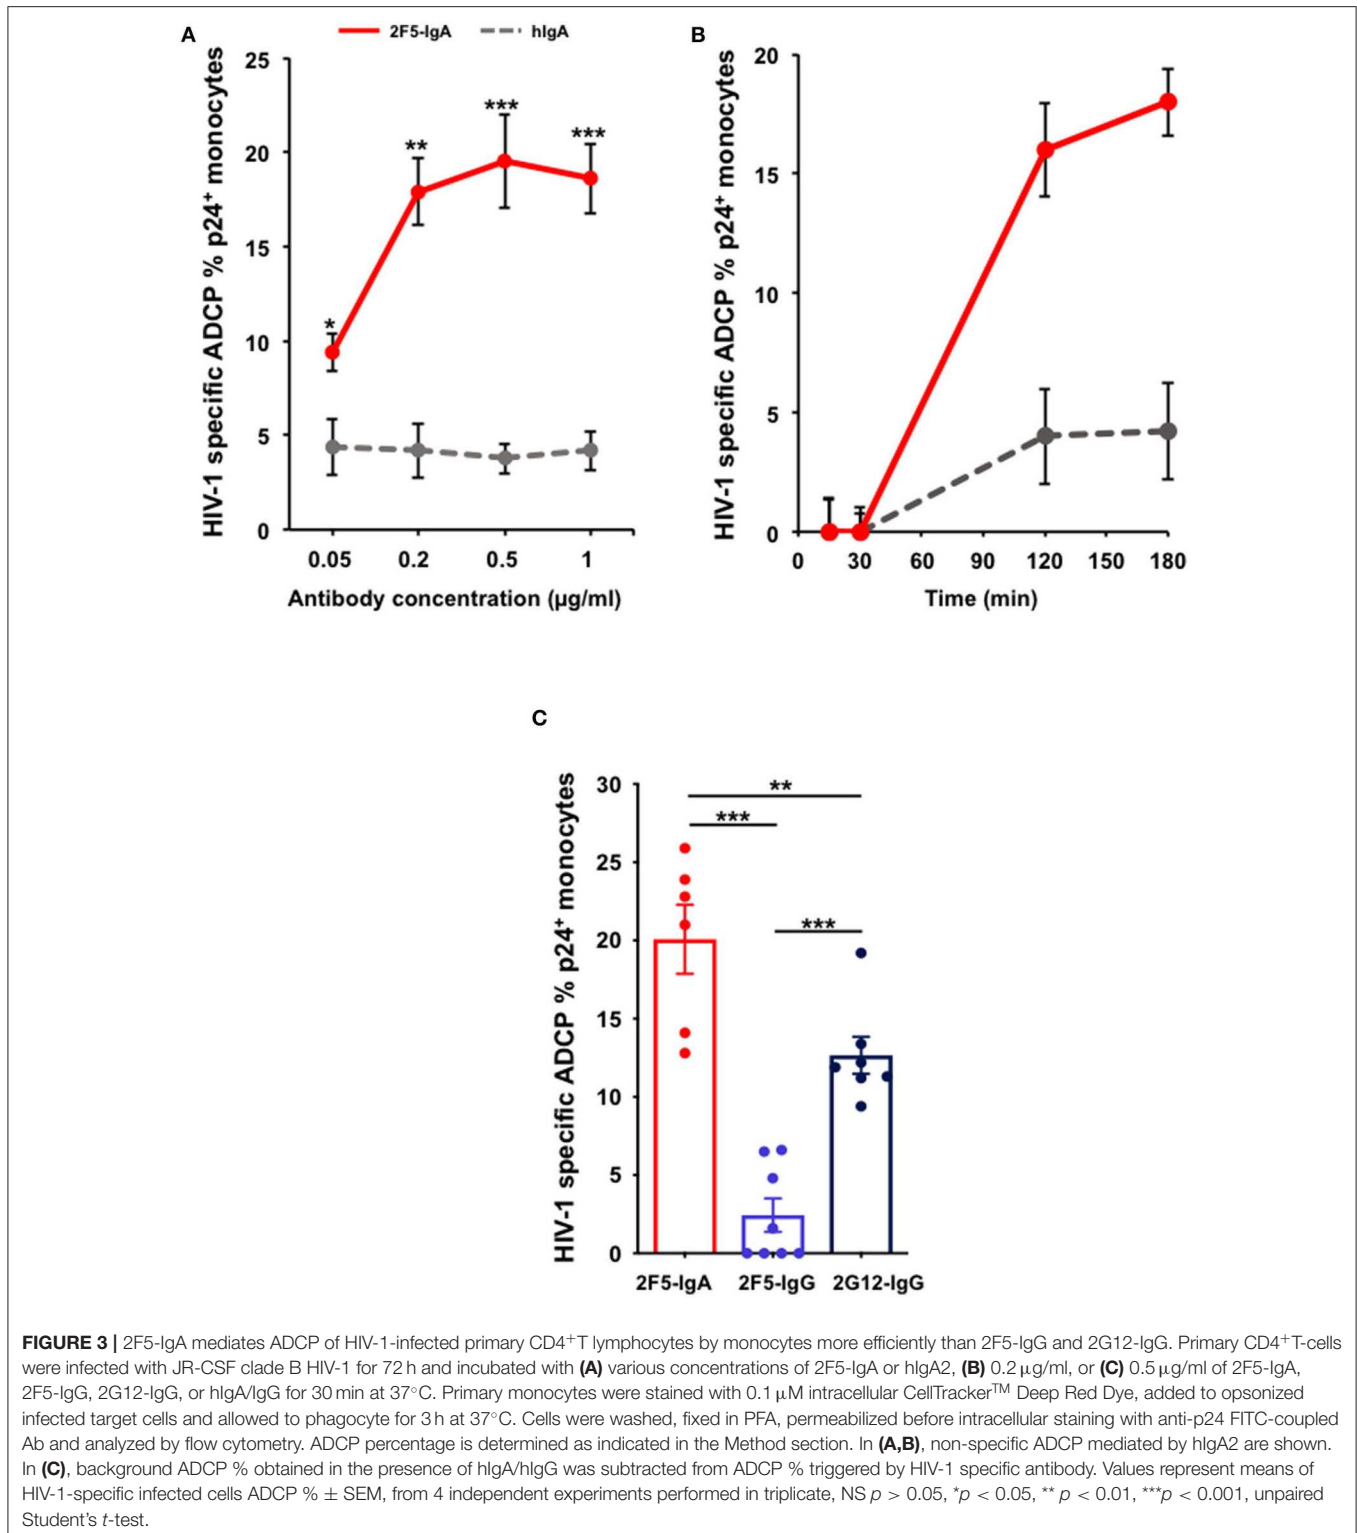 A
2F5-IgA
hIgA
HIV-1 specific ADCP % p24+ monocytes
25
20
15
10
5
0
*
**
***
***
0.05 0.2 0.5 1
Antibody concentration (µg/ml)
B
HIV-1 specific ADCP % p24+ monocytes
20
15
10
5
0
0 30 60 90 120 150 180
Time (min)
C
HIV-1 specific ADCP % p24+ monocytes
30
25
20
15
10
5
0
**
***
***
2F5-IgA 2F5-IgG 2G12-IgG
FIGURE 3 | 2F5-IgA mediates ADCP of HIV-1-infected primary CD4+T lymphocytes by monocytes more efficiently than 2F5-IgG and 2G12-IgG. Primary CD4+T-cells
were infected with JR-CSF clade B HIV-1 for 72 h and incubated with (A) various concentrations of 2F5-IgA or hIgA2, (B) 0.2 µg/ml, or (C) 0.5 µg/ml of 2F5-IgA,
2F5-IgG, 2G12-IgG, or hIgA/IgG for 30 min at 37°C. Primary monocytes were stained with 0.1 µM intracellular CellTracker™ Deep Red Dye, added to opsonized
infected target cells and allowed to phagocyte for 3 h at 37°C. Cells were washed, fixed in PFA, permeabilized before intracellular staining with anti-p24 FITC-coupled
Ab and analyzed by flow cytometry. ADCP percentage is determined as indicated in the Method section. In (A,B), non-specific ADCP mediated by hIgA2 are shown.
In (C), background ADCP % obtained in the presence of hIgA/hIgG was subtracted from ADCP % triggered by HIV-1 specific antibody. Values represent means of
HIV-1-specific infected cells ADCP % ± SEM, from 4 independent experiments performed in triplicate, NS p > 0.05, *p < 0.05, ** p < 0.01, ***p < 0.001, unpaired
Student's t-test.